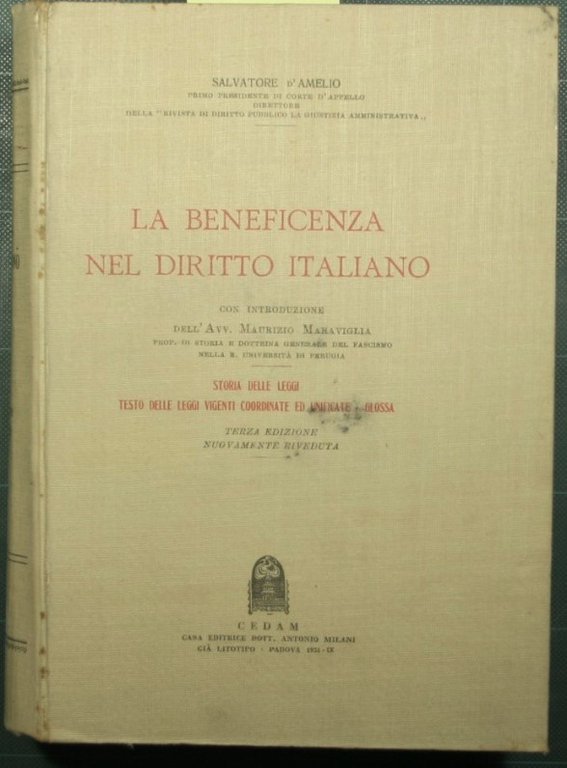 SALVATORE D'AMELIO
PRIMO PRESIDENTE DI CORTE D'APPELLO
DIRETTORE
DELLA "RIVISTA DI DIRITTO PUBBLICO LA GIUSTIZIA AMMINISTRATIVA„
LA BENEFICENZA
NEL DIRITTO ITALIANO
CON INTRODUZIONE
DELL'AVV. MAURIZIO MARAVIGLIA
PROF. DI STORIA E DOTTRINA GENERALE DEL FASCISMO
NELLA R. UNIVERSITÀ DI PERUGIA
STORIA DELLE LEGGI
TESTO DELLE LEGGI VIGENTI COORDINATE ED UNIFICATE - GLOSSA
TERZA EDIZIONE
NUOVAMENTE RIVEDUTA
CEDAM
CASA EDITRICE DOTT. ANTONIO MILANI
GIÀ LITOTIPO - PADOVA 1931-IX